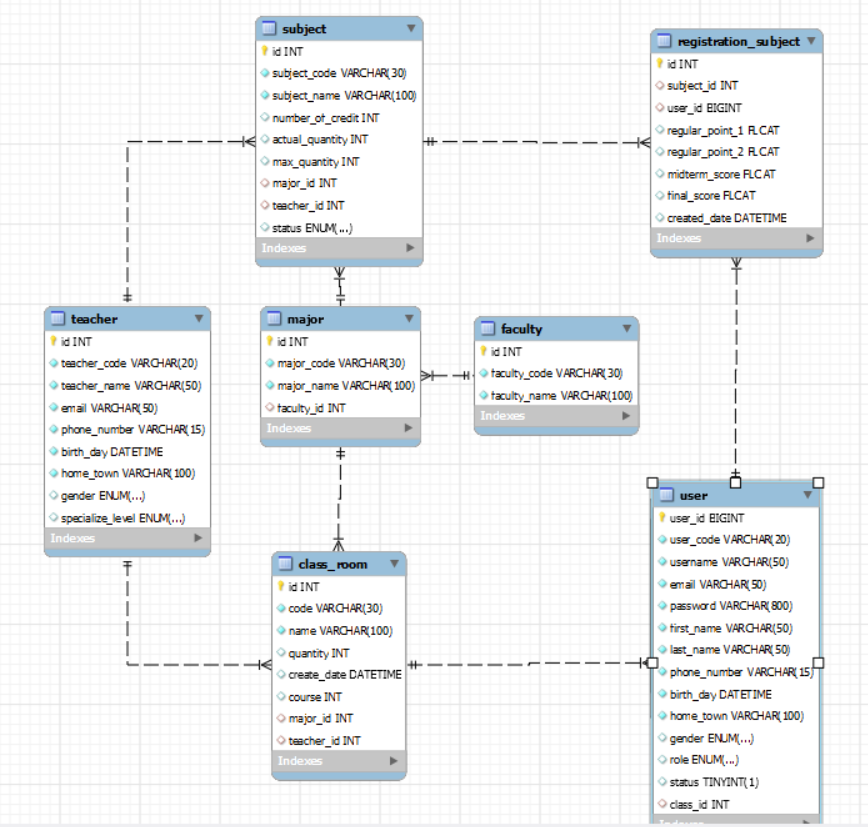 subject
id INT
subject_code VARCHAR(30)
subject_name VARCHAR(100)
number_of_credit INT
actual_quantity INT
max_quantity INT
major_id INT
teacher_id INT
status ENUM(...)
Indexes
registration_subject
id INT
subject_id INT
user_id BIGINT
regular_point_1 FLOAT
regular_point_2 FLOAT
midterm_score FLOAT
final_score FLOAT
created_date DATETIME
Indexes
teacher
id INT
teacher_code VARCHAR(20)
teacher_name VARCHAR(50)
email VARCHAR(50)
phone_number VARCHAR(15)
birth_day DATETIME
home_town VARCHAR(100)
gender ENUM(...)
specialize_level ENUM(...)
Indexes
major
id INT
major_code VARCHAR(30)
major_name VARCHAR(100)
faculty_id INT
Indexes
faculty
id INT
faculty_code VARCHAR(30)
faculty_name VARCHAR(100)
Indexes
class_room
id INT
code VARCHAR(30)
name VARCHAR(100)
quantity INT
create_date DATETIME
course INT
major_id INT
teacher_id INT
Indexes
user
user_id BIGINT
user_code VARCHAR(20)
username VARCHAR(50)
email VARCHAR(50)
password VARCHAR(800)
first_name VARCHAR(50)
last_name VARCHAR(50)
phone_number VARCHAR(15)
birth_day DATETIME
home_town VARCHAR(100)
gender ENUM(...)
role ENUM(...)
status TINYINT(1)
class_id INT